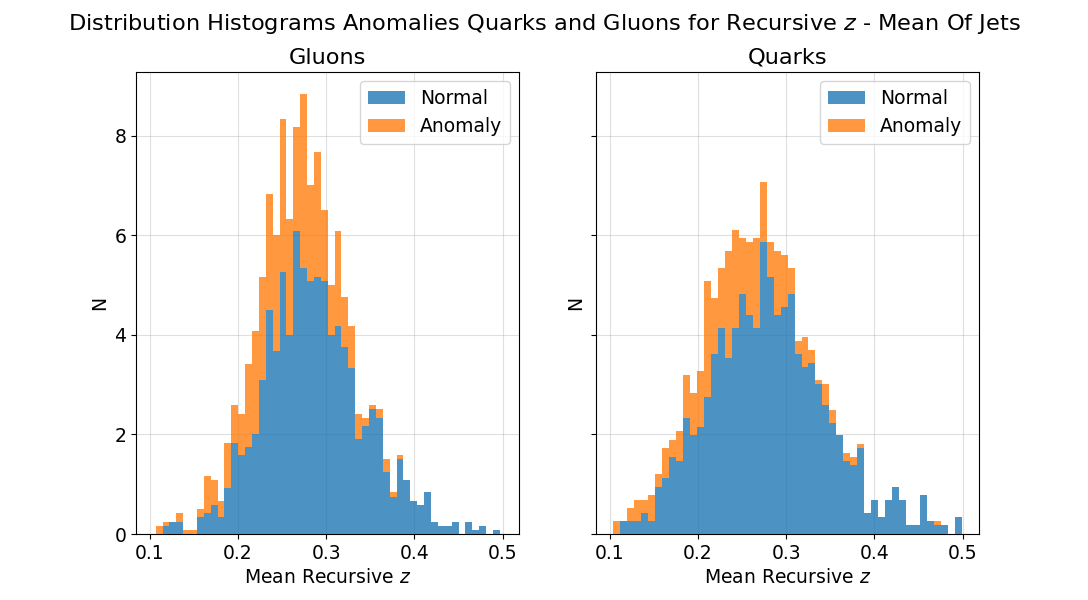 Distribution Histograms Anomalies Quarks and Gluons for Recursive z - Mean Of Jets
Gluons
Normal
Anomaly
N
8
6
4
2
0
0.1 0.2 0.3 0.4 0.5
Mean Recursive z
Quarks
Normal
Anomaly
N
0.1 0.2 0.3 0.4 0.5
Mean Recursive z